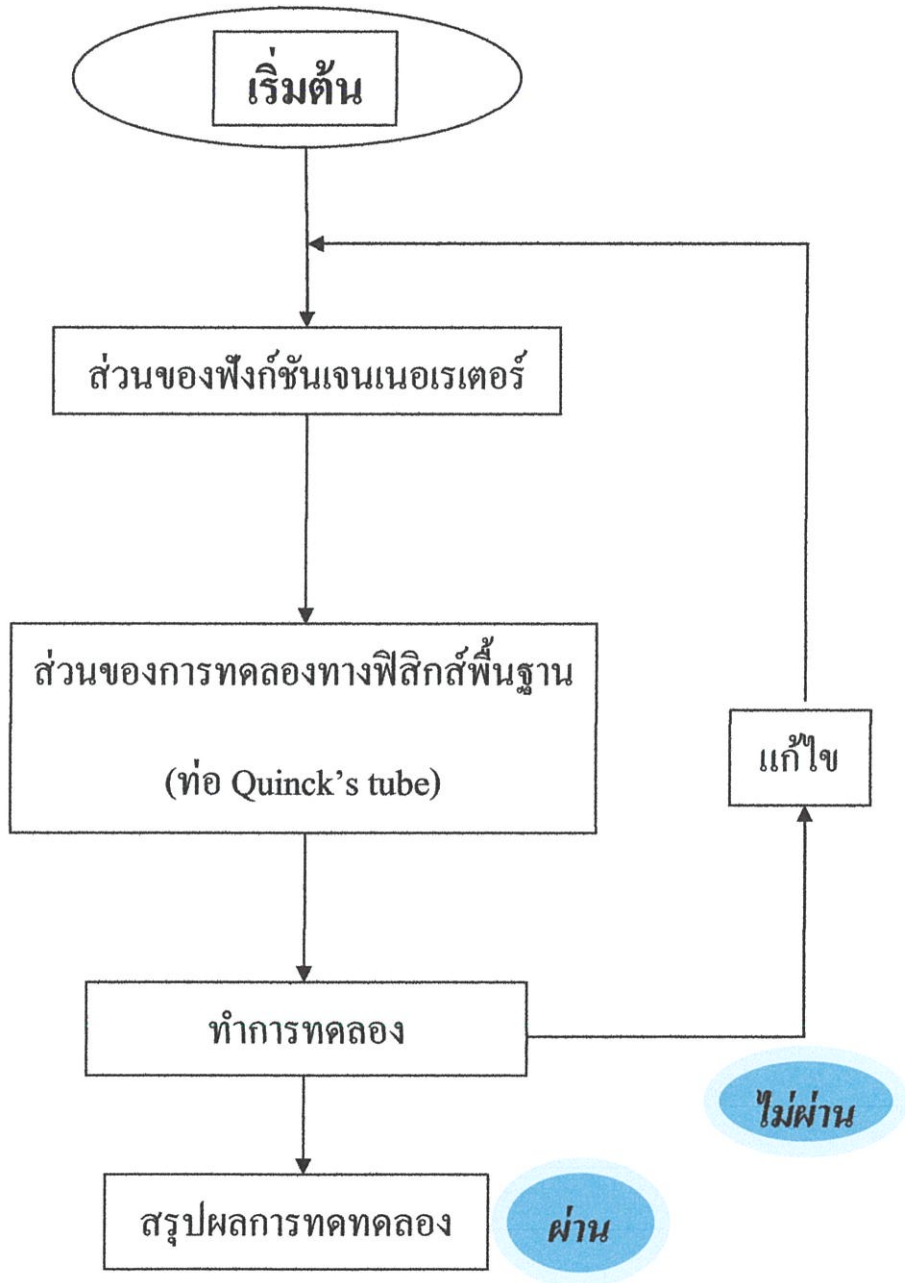 เริ่มต้น
ส่วนของฟังก์ชันเจนเนอเรเตอร์
ส่วนของการทดลองทางฟิสิกส์พื้นฐาน
(ท่อ Quinck's tube)
แก้ไข
ทำการทดลอง
ไม่ผ่าน
สรุปผลการทดทดลอง
ผ่าน